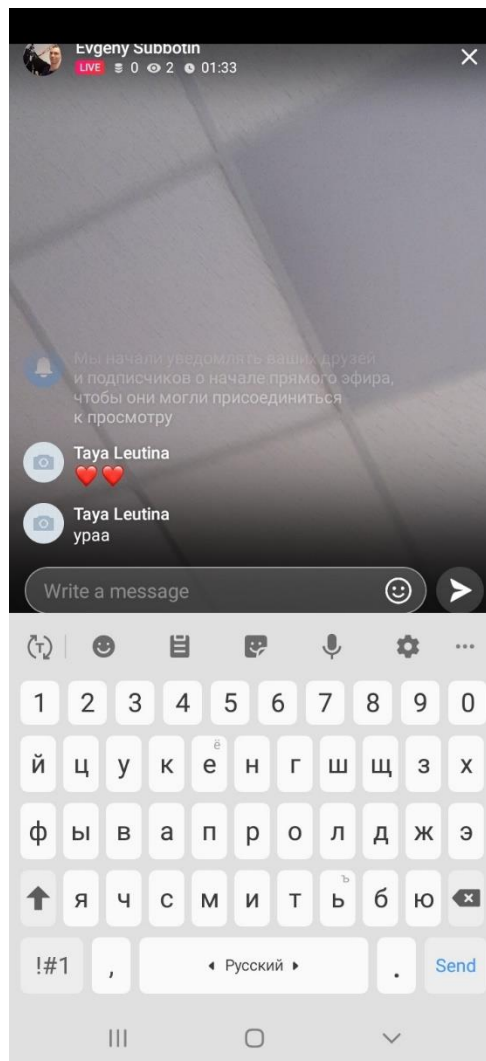 Evgeny Subbotin
LIVE 0 2 01:33
Мы начали уведомлять ваших друзей
и подписчиков о начале прямого эфира,
чтобы они могли присоединиться
к просмотру
Taya Leutina
❤️❤️
Taya Leutina
ураа
Write a message
1 2 3 4 5 6 7 8 9 0
й ц у к е ё н г ш щ з х
ф ы в а п р о л д ж э
я ч с м и т ь ъ б ю
!#1 , Русский . Send